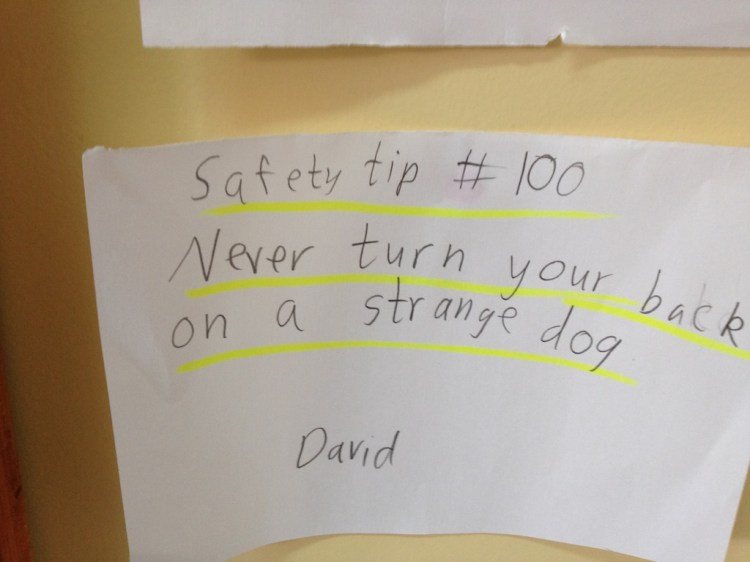 Safety tip # 100
Never turn your back
on a strange dog
David